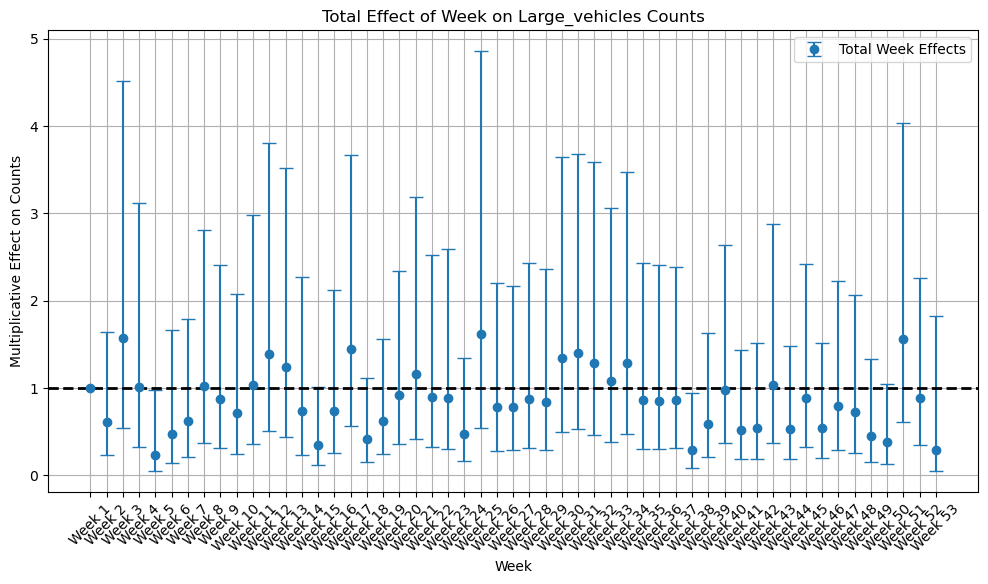 Total Effect of Week on Large_vehicles Counts
Total Week Effects
Multiplicative Effect on Counts
5
4
3
2
1
0
Week 1
Week 2
Week 3
Week 4
Week 5
Week 6
Week 7
Week 8
Week 9
Week 10
Week 11
Week 12
Week 13
Week 14
Week 15
Week 16
Week 17
Week 18
Week 19
Week 20
Week 21
Week 22
Week 23
Week 24
Week 25
Week 26
Week 27
Week 28
Week 29
Week 30
Week 31
Week 32
Week 33
Week 34
Week 35
Week 36
Week 37
Week 38
Week 39
Week 40
Week 41
Week 42
Week 43
Week 44
Week 45
Week 46
Week 47
Week 48
Week 49
Week 50
Week 51
Week 52
Week 53
Week